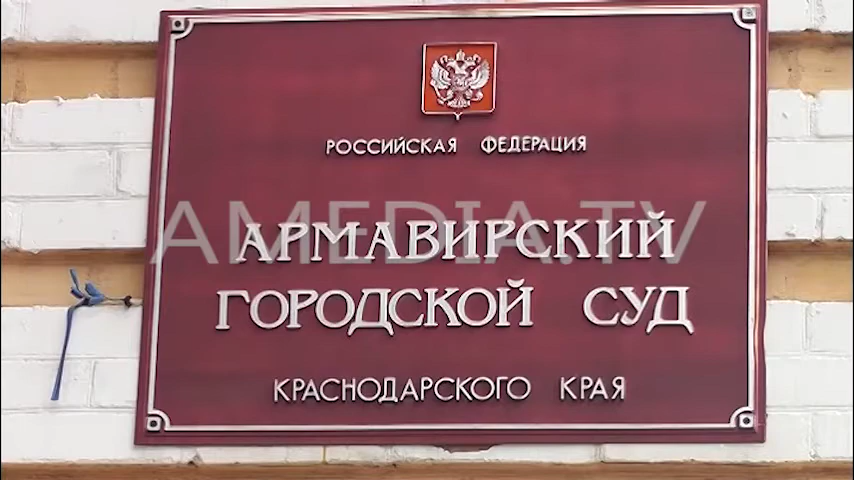 РОССИЙСКАЯ ФЕДЕРАЦИЯ
AMEDIA.TV
АРМАВИРСКИЙ
ГОРОДСКОЙ СУД
КРАСНОДАРСКОГО КРАЯ